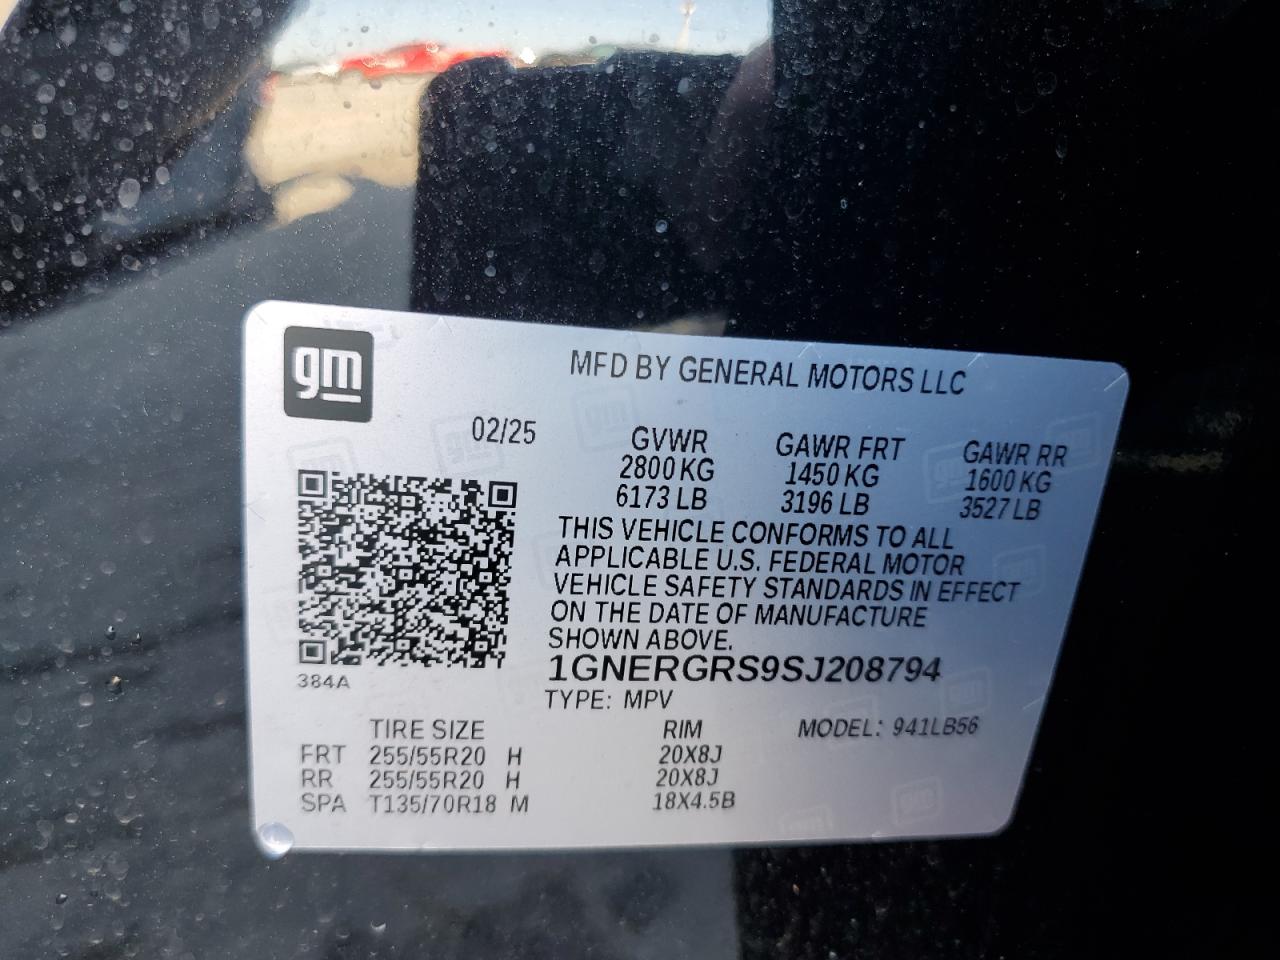 gm
MFD BY GENERAL MOTORS LLC
02/25
GVWR GAWR FRT GAWR RR
2800 KG 1450 KG 1600 KG
6173 LB 3196 LB 3527 LB
THIS VEHICLE CONFORMS TO ALL
APPLICABLE U.S. FEDERAL MOTOR
VEHICLE SAFETY STANDARDS IN EFFECT
ON THE DATE OF MANUFACTURE
SHOWN ABOVE.
1GNERGRS9SJ208794
384A
TYPE: MPV
TIRE SIZE RIM MODEL: 941LB56
FRT 255/55R20 H 20X8J
RR 255/55R20 H 20X8J
SPA T135/70R18 M 18X4.5B